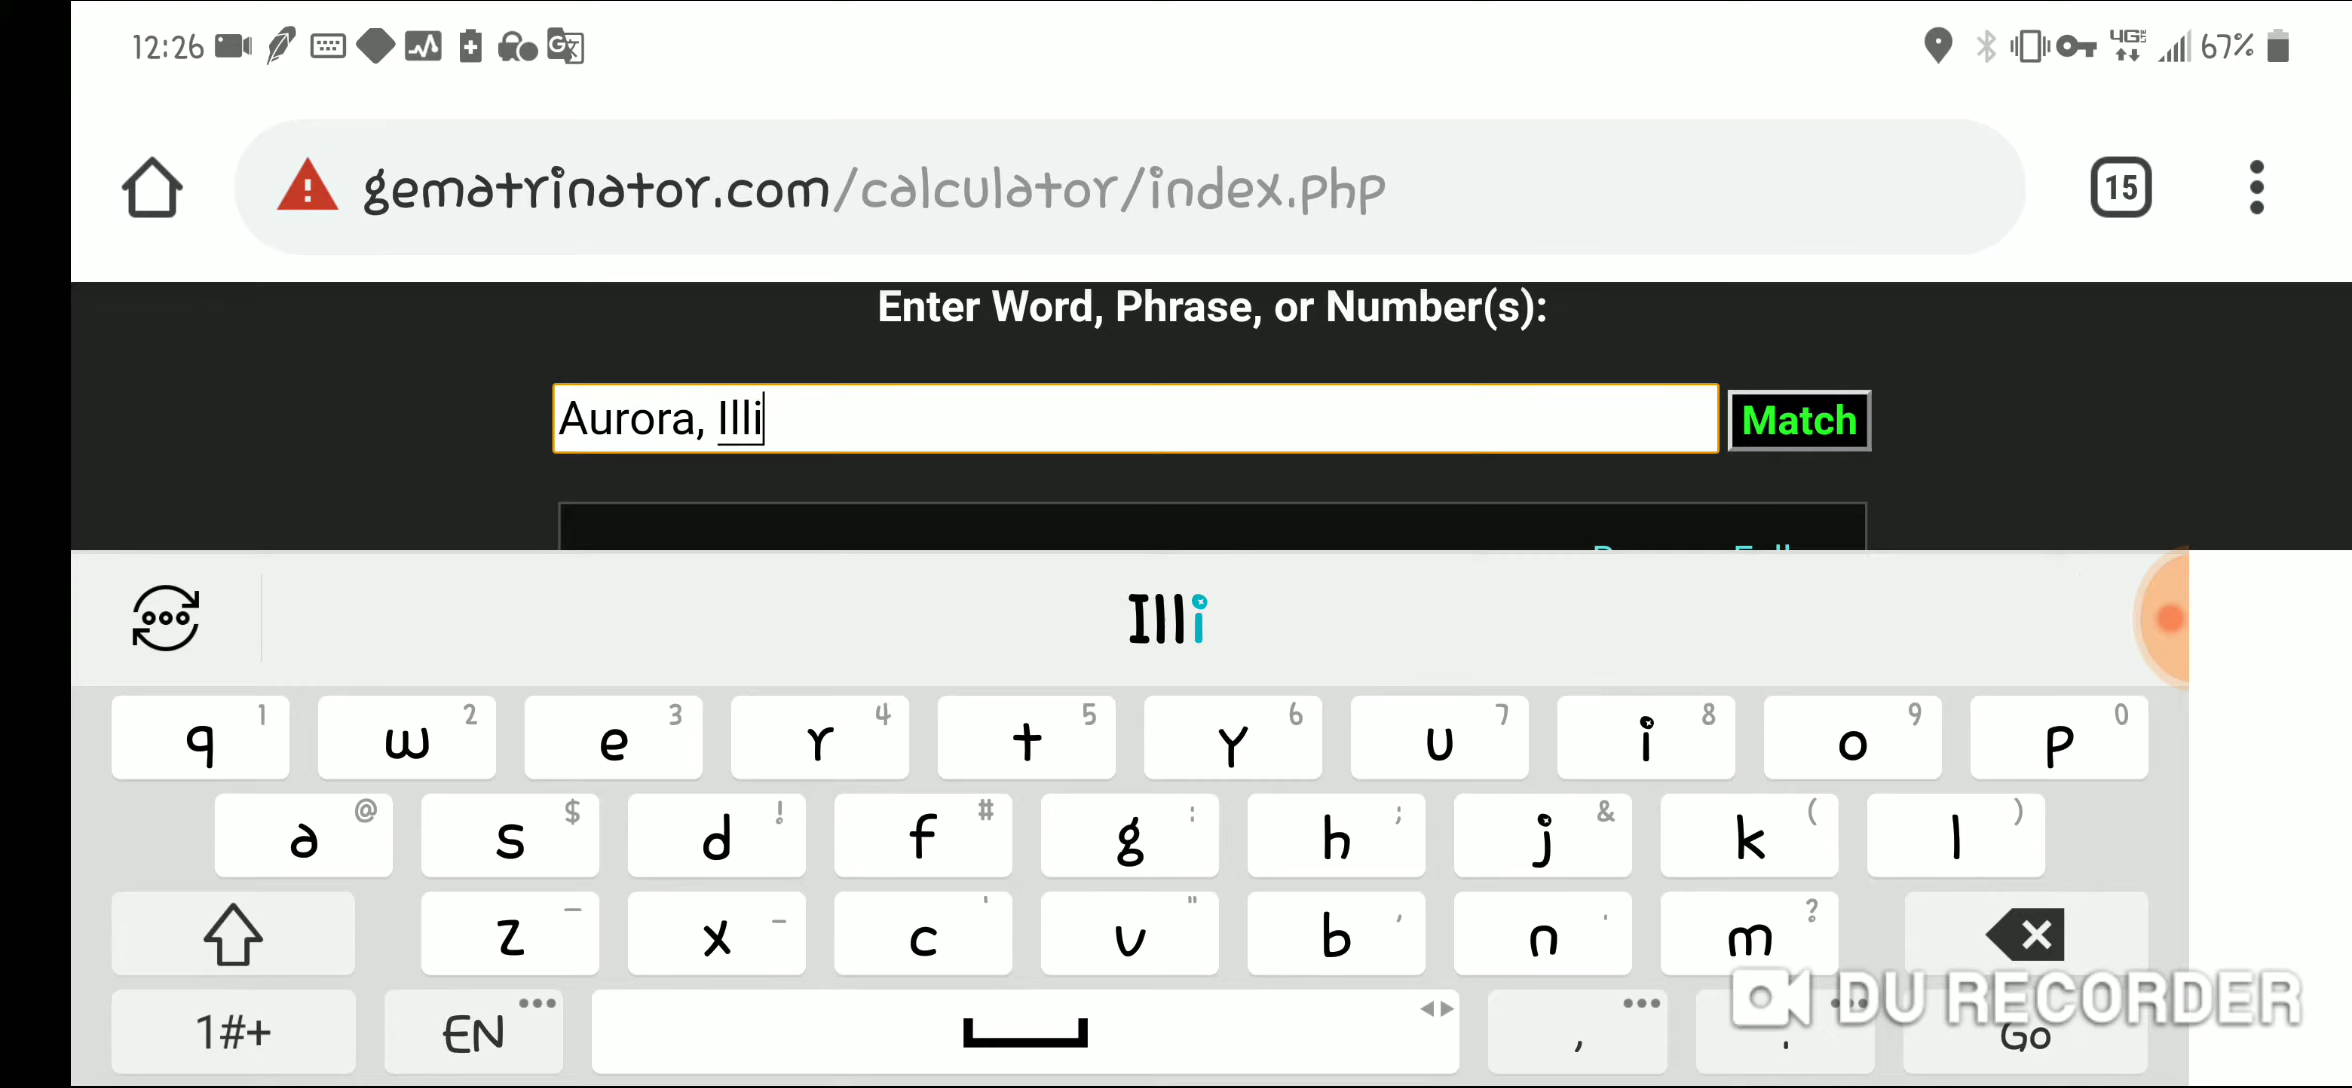 12:26 4G 67%
gematrinator.com/calculator/index.php 15
Enter Word, Phrase, or Number(s):
Aurora, Illi Match
Illi
q 1 w 2 e 3 r 4 t 5 y 6 u 7 i 8 o 9 p 0
a @ s $ d ! f # g : h ; j & k ( l )
z _ x - c ' v " b , n . m ?
1#+ EN , . Go
DU RECORDER